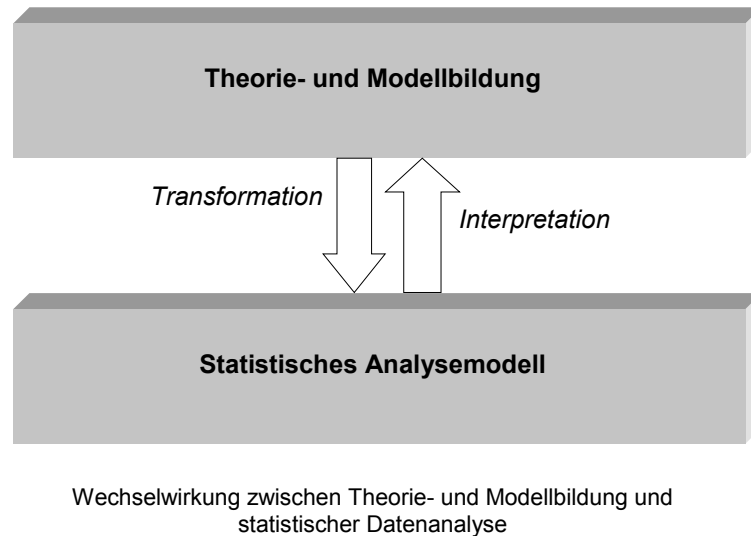 Theorie- und Modellbildung
Transformation
Interpretation
Statistisches Analysemodell
Wechselwirkung zwischen Theorie- und Modellbildung und
statistischer Datenanalyse